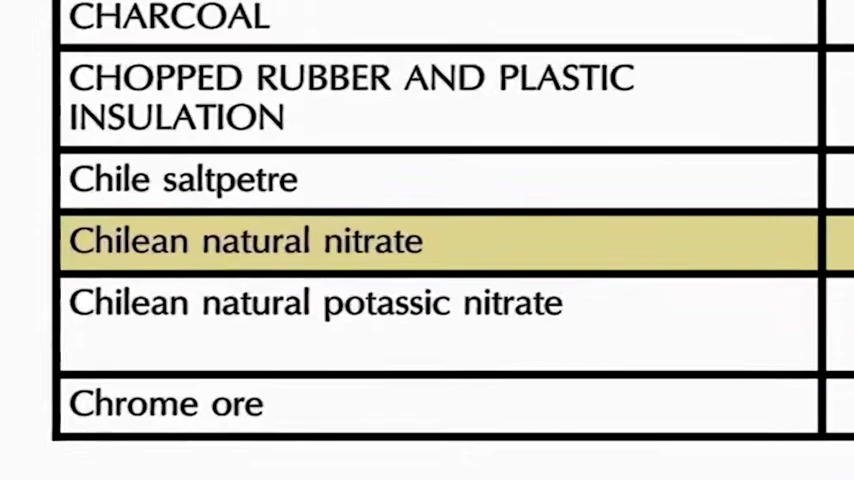 CHARCOAL
CHOPPED RUBBER AND PLASTIC
INSULATION
Chile saltpetre
Chilean natural nitrate
Chilean natural potassic nitrate
Chrome ore